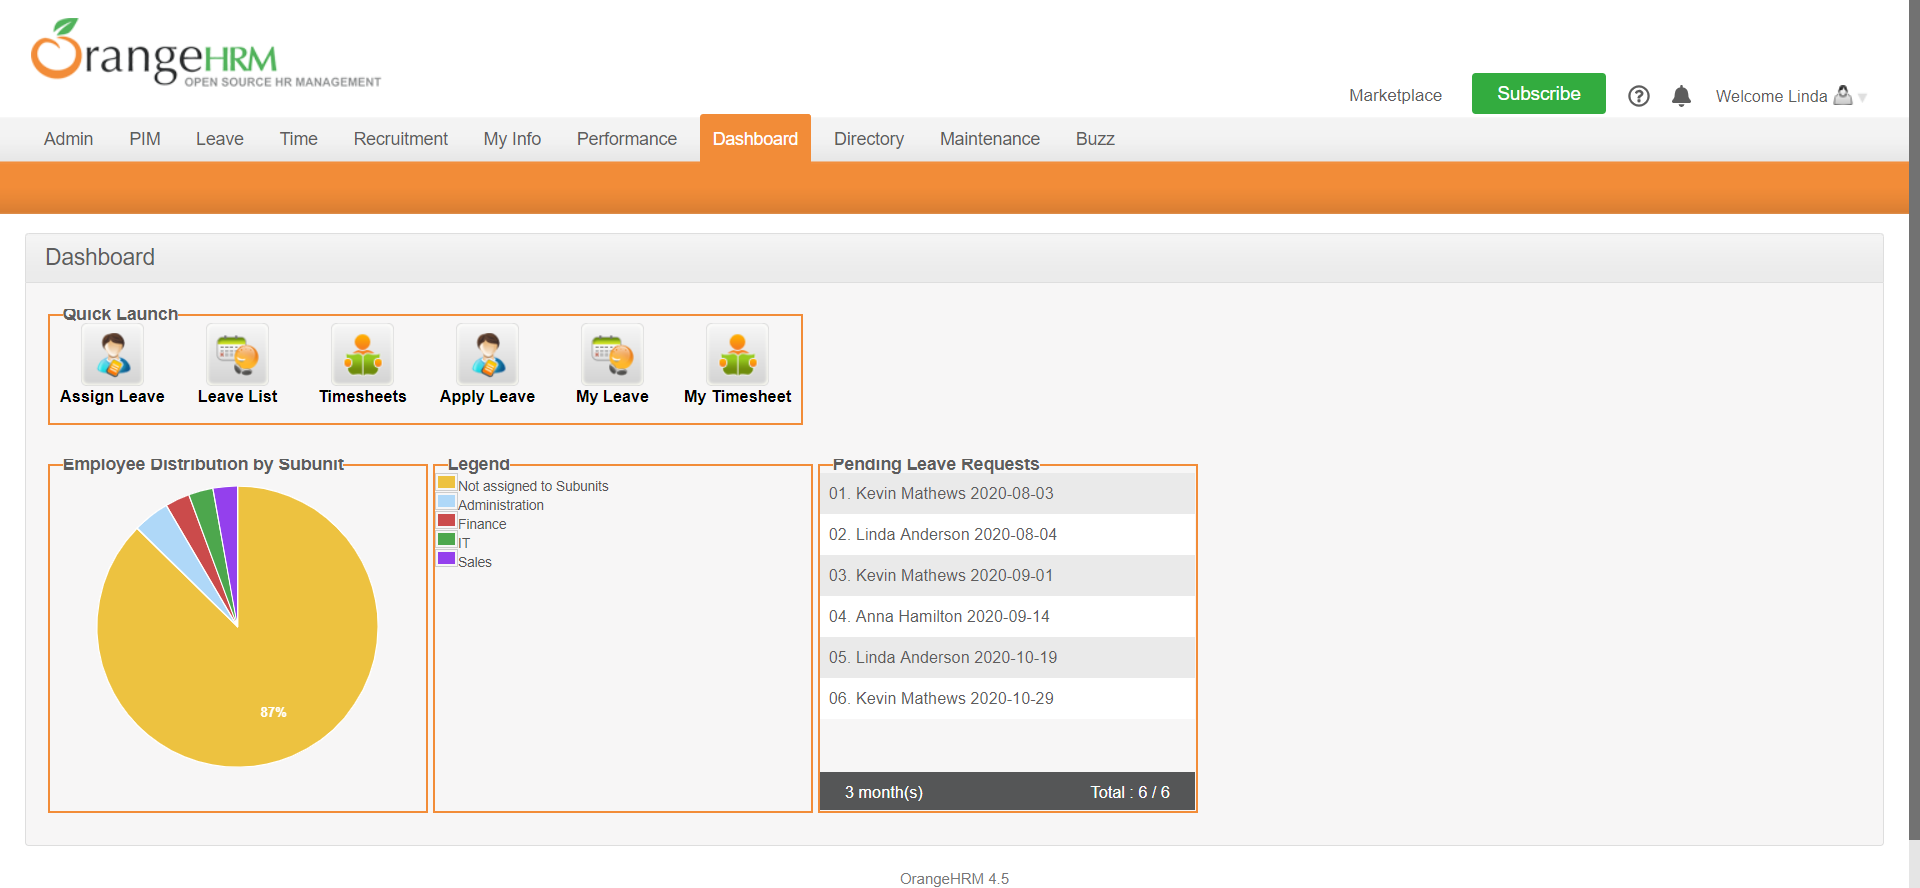 OrangeHRM
OPEN SOURCE HR MANAGEMENT
Marketplace
Subscribe
?
Welcome Linda
Admin
PIM
Leave
Time
Recruitment
My Info
Performance
Dashboard
Directory
Maintenance
Buzz
Dashboard
Quick Launch
Assign Leave
Leave List
Timesheets
Apply Leave
My Leave
My Timesheet
Employee Distribution by Subunit
87%
Legend
Not assigned to Subunits
Administration
Finance
IT
Sales
Pending Leave Requests
01. Kevin Mathews 2020-08-03
02. Linda Anderson 2020-08-04
03. Kevin Mathews 2020-09-01
04. Anna Hamilton 2020-09-14
05. Linda Anderson 2020-10-19
06. Kevin Mathews 2020-10-29
3 month(s)
Total : 6 / 6
OrangeHRM 4.5